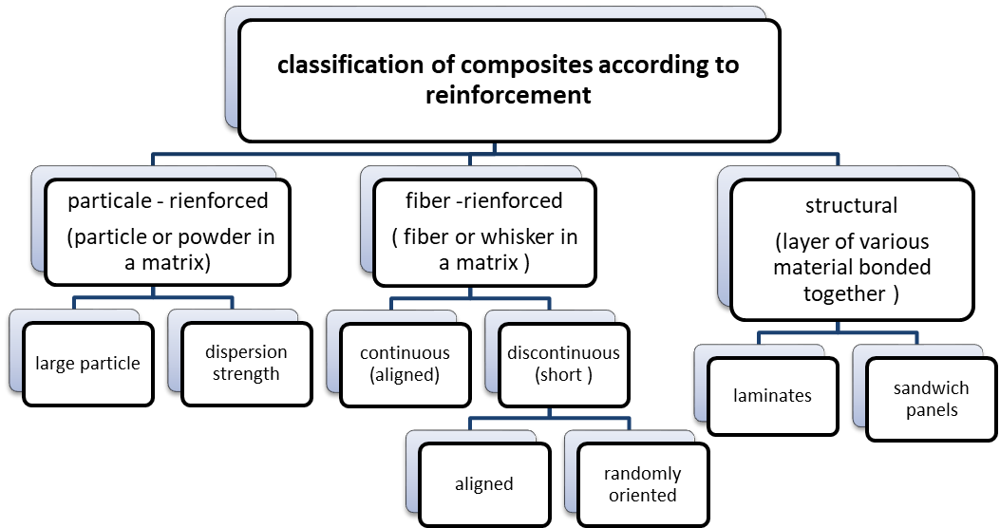 classification of composites according to
reinforcement
particale - rienforced
(particle or powder in
a matrix)
fiber -rienforced
( fiber or whisker in
a matrix )
structural
(layer of various
material bonded
together )
large particle
dispersion
strength
continuous
(aligned)
discontinuous
(short )
laminates
sandwich
panels
aligned
randomly
oriented